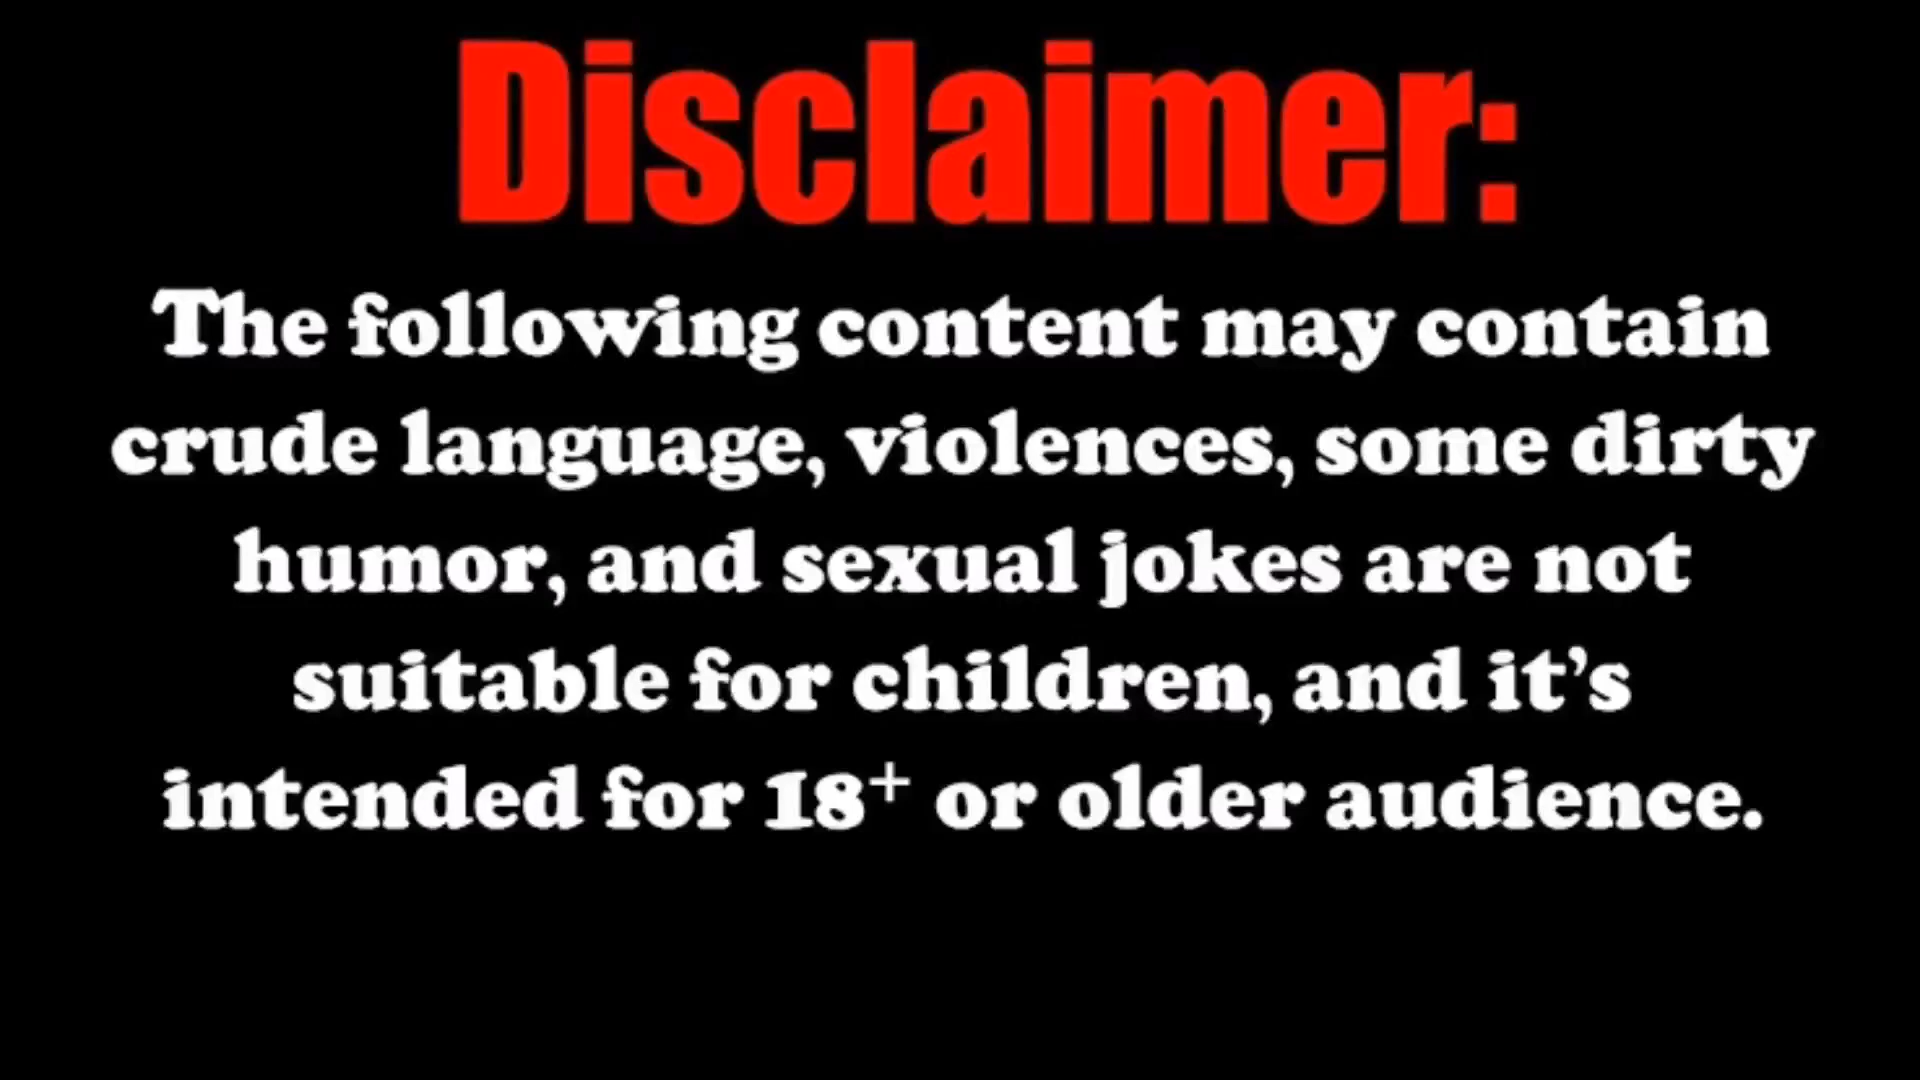 Disclaimer:
The following content may contain
crude language, violences, some dirty
humor, and sexual jokes are not
suitable for children, and it’s
intended for 18⁺ or older audience.